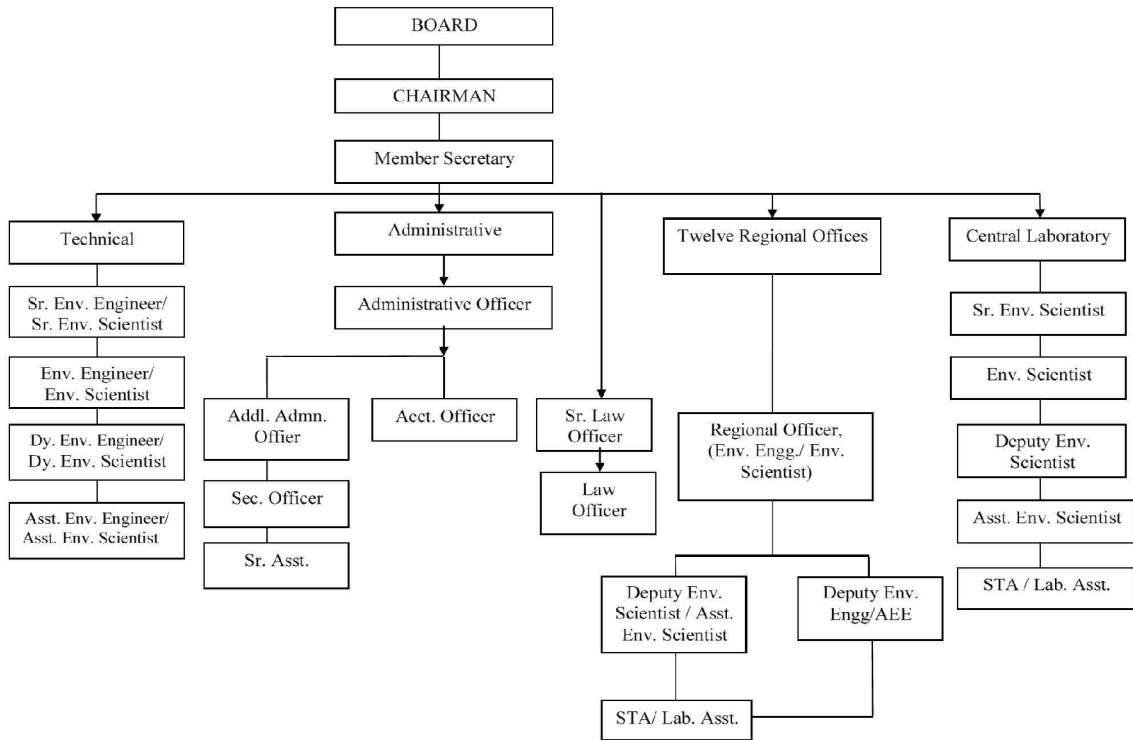 BOARD
CHAIRMAN
Member Secretary
Technical
Administrative
Twelve Regional Offices
Central Laboratory
Sr. Env. Engineer/
Sr. Env. Scientist
Env. Engineer/
Env. Scientist
Dy. Env. Engineer/
Dy. Env. Scientist
Asst. Env. Engineer/
Asst. Env. Scientist
Administrative Officer
Addl. Admn.
Offier
Acct. Officer
Sec. Officer
Sr. Asst.
Sr. Law
Officer
Law
Officer
Regional Officer,
(Env. Engg./ Env.
Scientist)
Deputy Env.
Scientist / Asst.
Env. Scientist
Deputy Env.
Engg/AEE
STA/ Lab. Asst.
Sr. Env. Scientist
Env. Scientist
Deputy Env.
Scientist
Asst. Env. Scientist
STA / Lab. Asst.